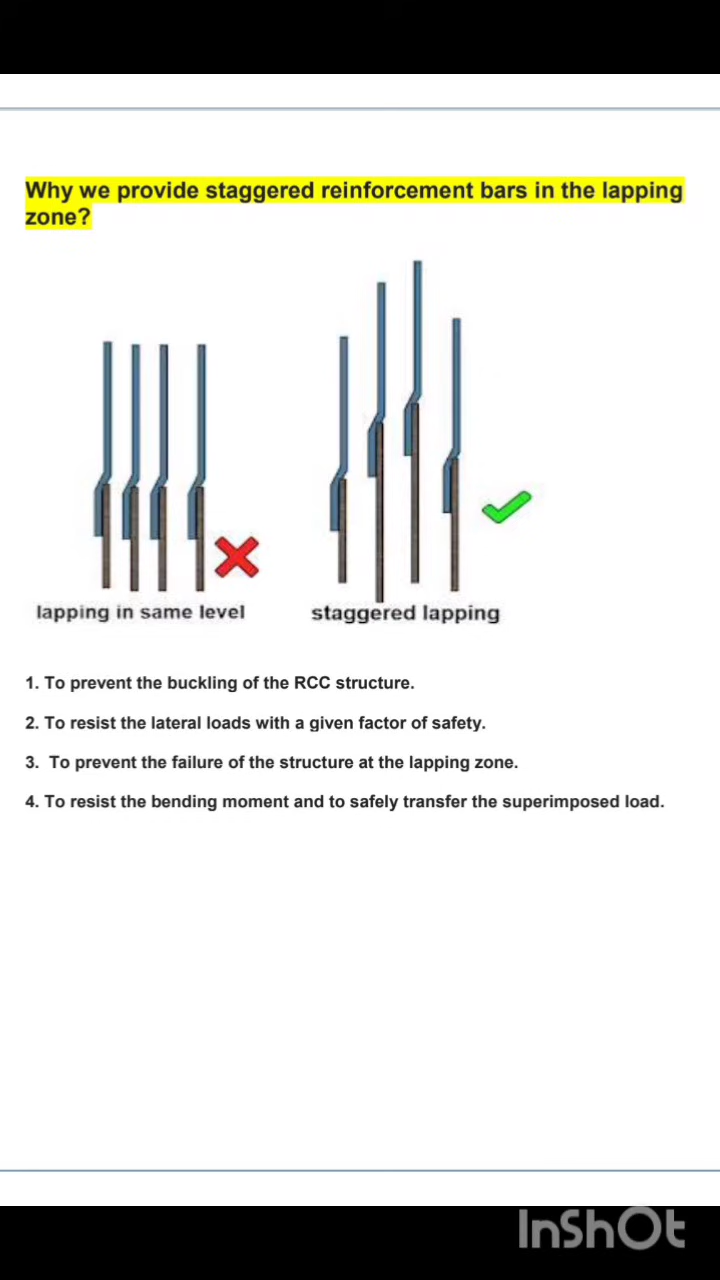 Why we provide staggered reinforcement bars in the lapping
zone?
lapping in same level
staggered lapping
1. To prevent the buckling of the RCC structure.
2. To resist the lateral loads with a given factor of safety.
3. To prevent the failure of the structure at the lapping zone.
4. To resist the bending moment and to safely transfer the superimposed load.
InShOt